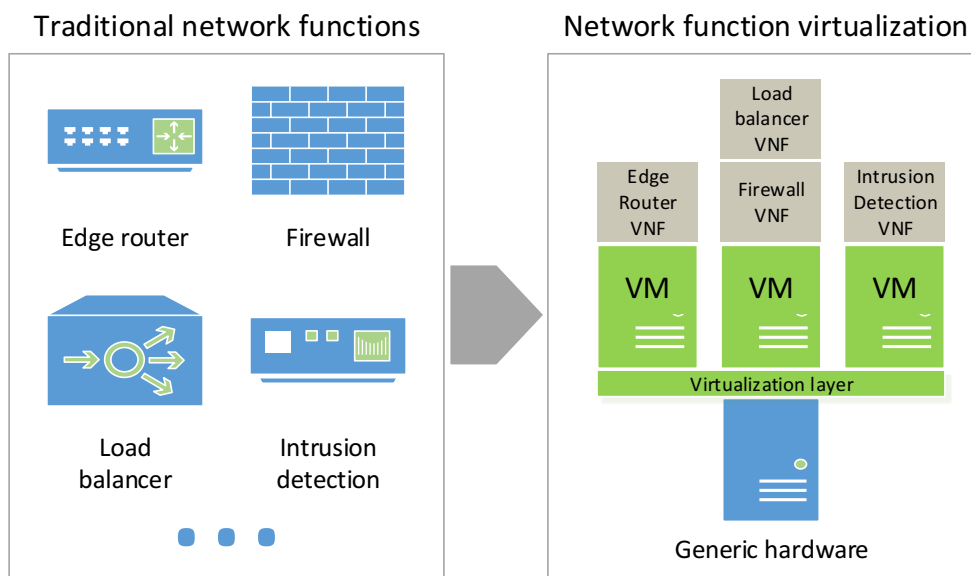 Traditional network functions
Edge router
Firewall
Load
balancer
Intrusion
detection
Network function virtualization
Load
balancer
VNF
Edge
Router
VNF
Firewall
VNF
Intrusion
Detection
VNF
VM
VM
VM
Virtualization layer
Generic hardware